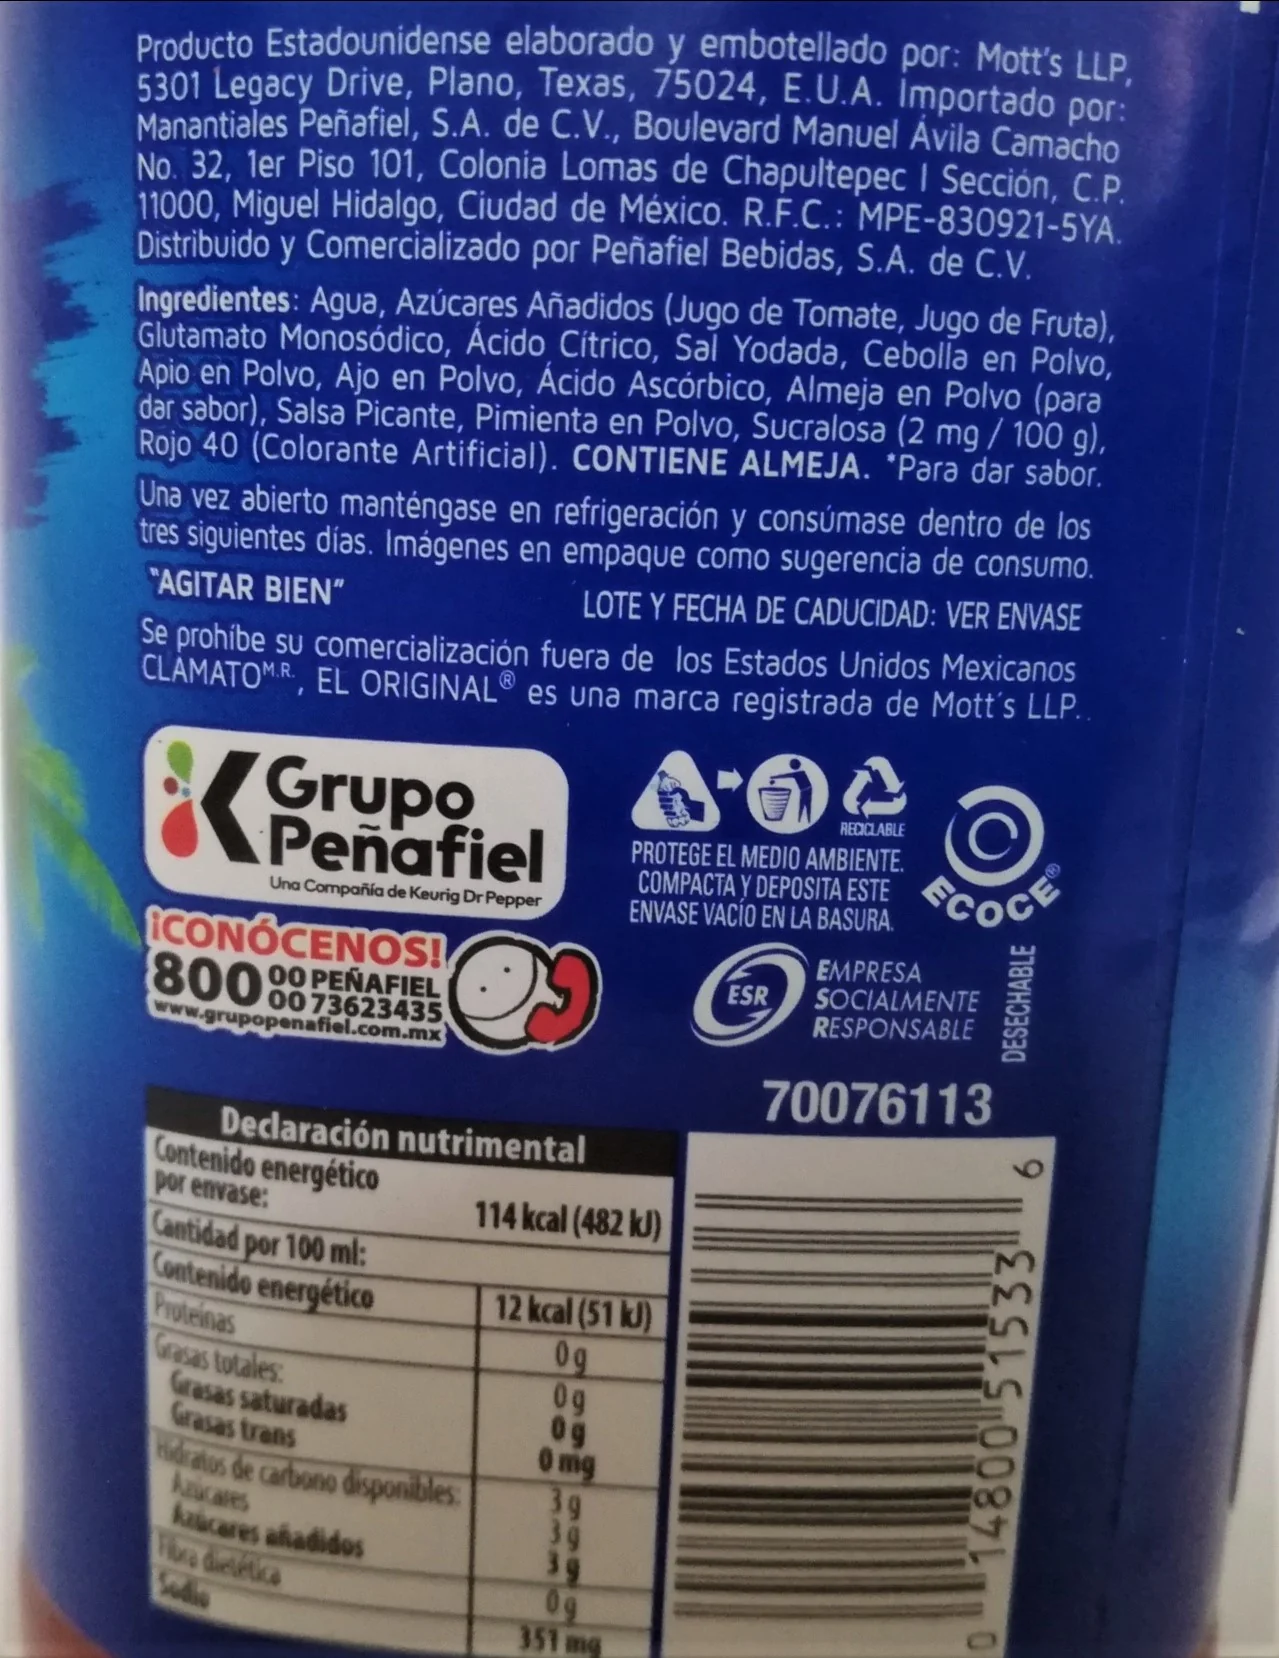 Producto Estadounidense elaborado y embotellado por: Mott's LLP,
5301 Legacy Drive, Plano, Texas, 75024, E.U.A. Importado por:
Manantiales Peñafiel, S.A. de C.V., Boulevard Manuel Ávila Camacho
No. 32, 1er Piso 101, Colonia Lomas de Chapultepec I Sección, C.P.
11000, Miguel Hidalgo, Ciudad de México. R.F.C.: MPE-830921-5YA.
Distribuido y Comercializado por Peñafiel Bebidas, S.A. de C.V.
Ingredientes: Agua, Azúcares Añadidos (Jugo de Tomate, Jugo de Fruta),
Glutamato Monosódico, Ácido Cítrico, Sal Yodada, Cebolla en Polvo,
Apio en Polvo, Ajo en Polvo, Ácido Ascórbico, Almeja en Polvo (para
dar sabor), Salsa Picante, Pimienta en Polvo, Sucralosa (2 mg / 100 g),
Rojo 40 (Colorante Artificial). CONTIENE ALMEJA. *Para dar sabor.
Una vez abierto manténgase en refrigeración y consúmase dentro de los
tres siguientes días. Imágenes en empaque como sugerencia de consumo.
"AGITAR BIEN"
LOTE Y FECHA DE CADUCIDAD: VER ENVASE
Se prohíbe su comercialización fuera de los Estados Unidos Mexicanos
CLAMATO M.R., EL ORIGINAL® es una marca registrada de Mott's LLP..
Grupo
Peñafiel
Una Compañía de Keurig Dr Pepper
¡CONÓCENOS!
800 00 PEÑAFIEL
00 73623435
www.grupopenafiel.com.mx
RECICLABLE
PROTEGE EL MEDIO AMBIENTE.
COMPACTA Y DEPOSITA ESTE
ENVASE VACÍO EN LA BASURA.
ECOCE®
ESR
EMPRESA
SOCIALMENTE
RESPONSABLE
DESECHABLE
70076113
0 14800 51533 6
Declaración nutrimental
Contenido energético
por envase: 114 kcal (482 kJ)
Cantidad por 100 ml:
Contenido energético 12 kcal (51 kJ)
Proteínas 0 g
Grasas totales: 0 g
Grasas saturadas 0 g
Grasas trans 0 mg
Hidratos de carbono disponibles: 3 g
Azúcares 3 g
Azúcares añadidos 3 g
Fibra dietética 0 g
Sodio 351 mg